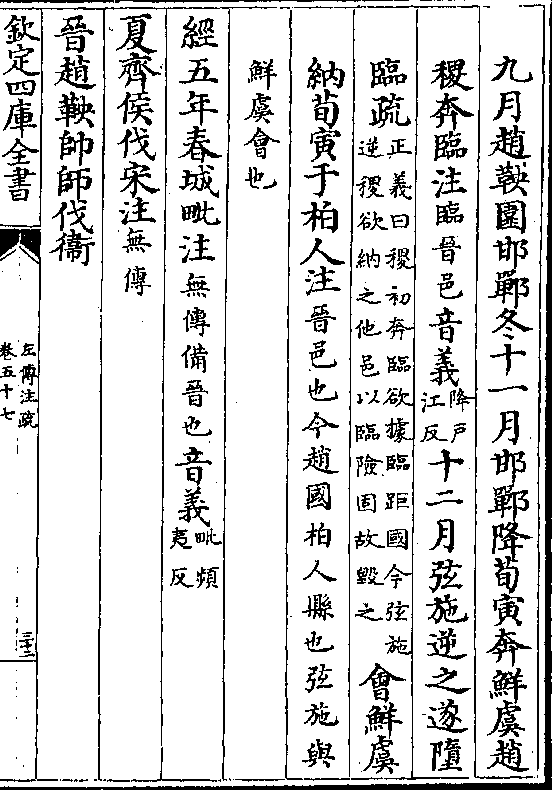 九月趙鞅圍邯鄲冬十一月邯鄲降荀寅奔鮮虞趙
稷奔臨注臨晉邑音義降户江反十二月弦施逆之遂墮
臨疏正義曰稷初奔臨欲據臨距國今弦施逆稷欲納之他邑以臨險固故毀之會鮮虞
納荀寅于柏人注晉邑也今趙國柏人縣也弦施與
鮮虞會也
經五年春城毗注無傳備晉也音義毗頻夷反
夏齊侯伐宋注無傳
晉趙鞅帥師伐衞
欽定四庫全書
左傳注疏
卷五十七
三十二